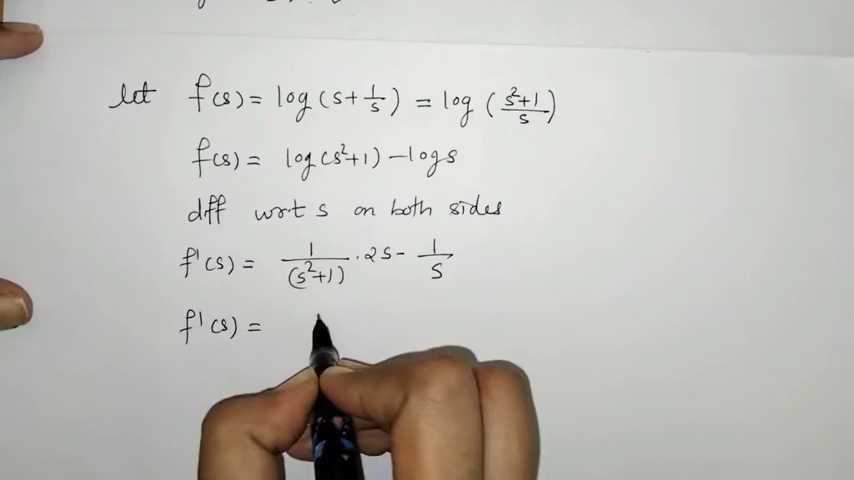 let f(s) = log(s+1/s) = log((s²+1)/s)
f(s) = log(s²+1) - log s
dff wrt s on both sides
f'(s) = 1/(s²+1) · 2s - 1/s
f'(s) =